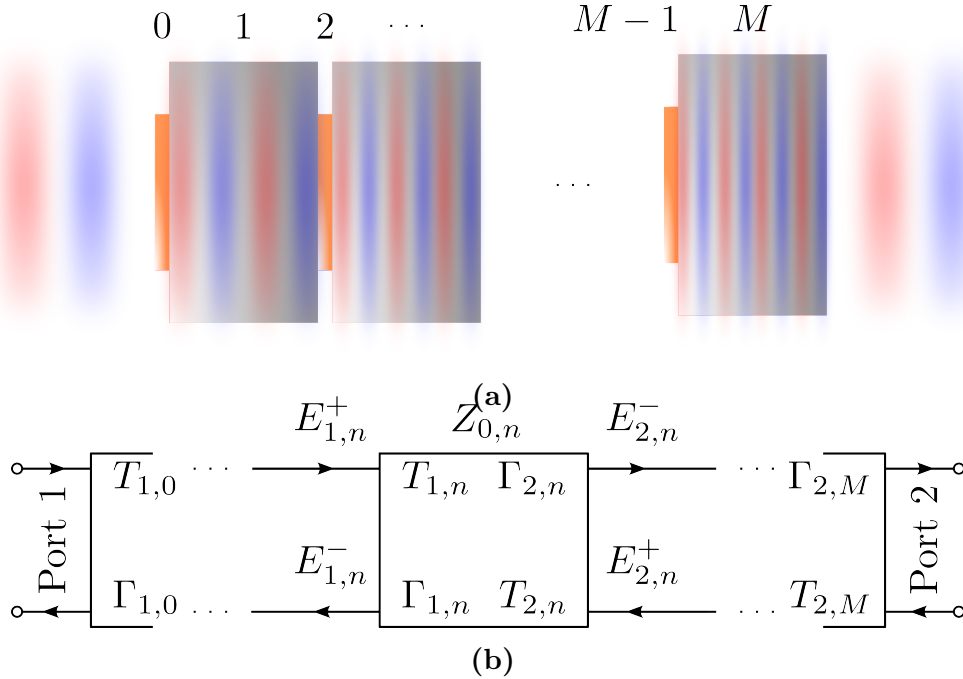 0 1 2 ··· M − 1 M
···
(a)
E⁺₁,ₙ Z₀,ₙ E⁻₂,ₙ
T₁,₀ ··· T₁,ₙ Γ₂,ₙ ··· Γ₂,M
Port 1 Port 2
E⁻₁,ₙ E⁺₂,ₙ
Γ₁,₀ ··· Γ₁,ₙ T₂,ₙ ··· T₂,M
(b)